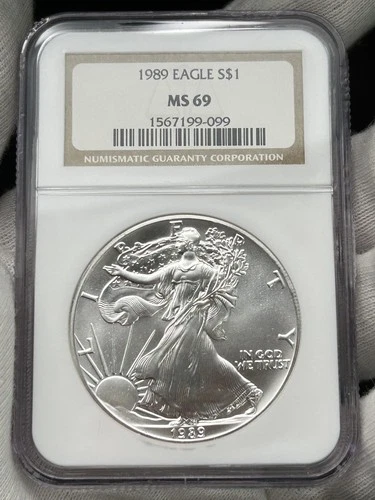 1989 EAGLE S$1
MS 69
1567199-099
NUMISMATIC GUARANTY CORPORATION
LIBERTY
IN GOD
WE TRUST
1989